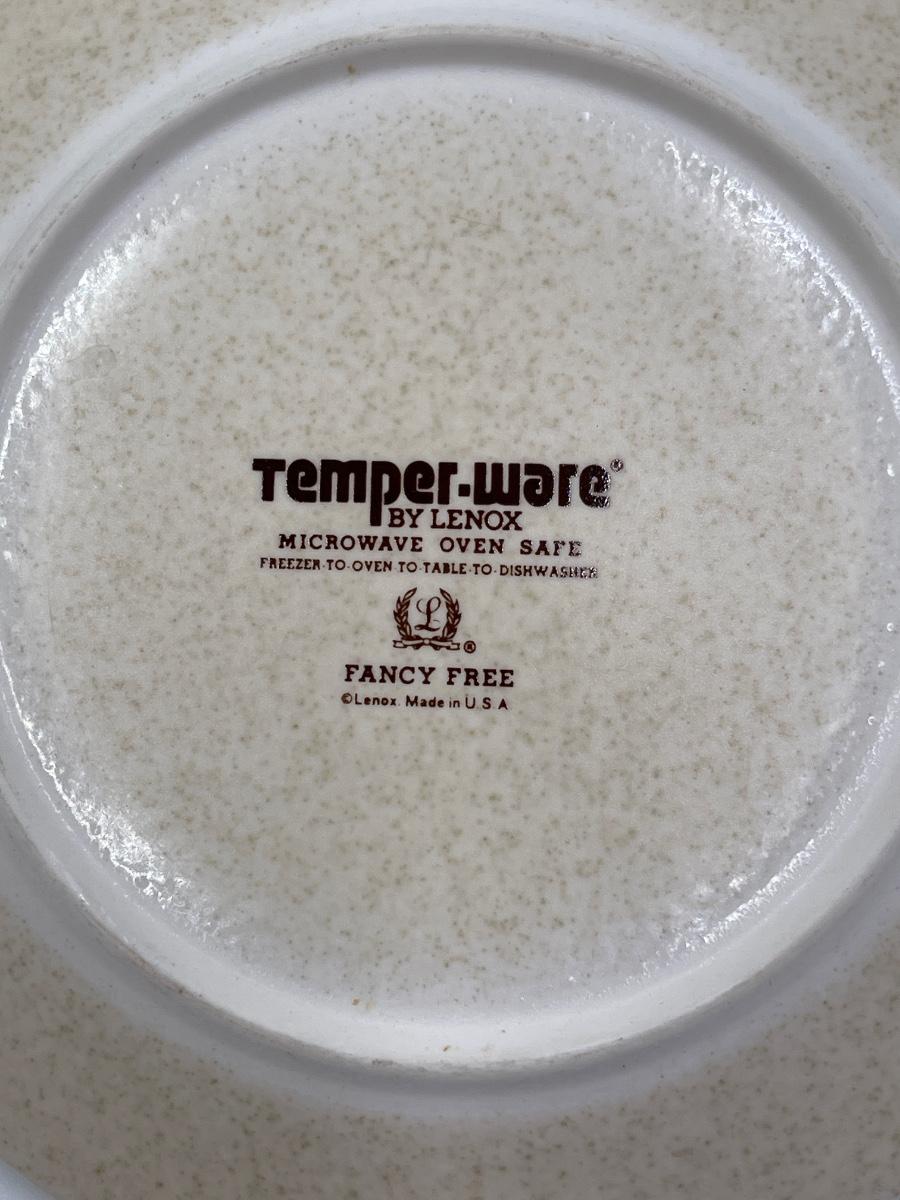 Temper-ware®
BY LENOX
MICROWAVE OVEN SAFE
FREEZER-TO-OVEN TO-TABLE-TO-DISHWASHER
L ®
FANCY FREE
©Lenox. Made in U.S.A